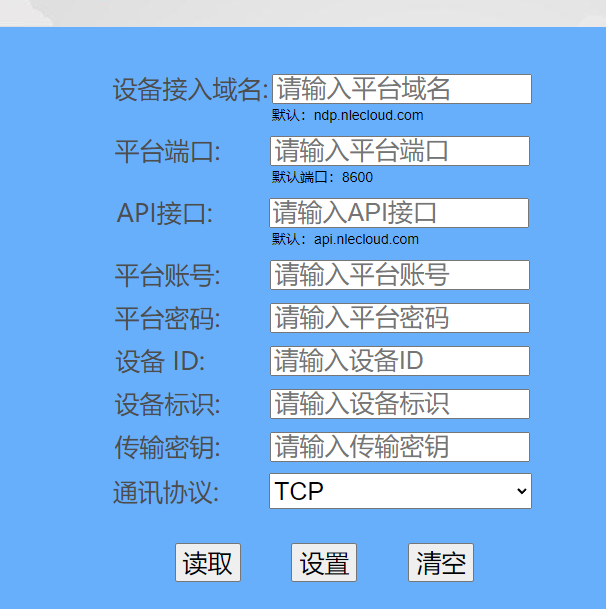 设备接入域名: 请输入平台域名
默认：ndp.nlecloud.com
平台端口: 请输入平台端口
默认端口：8600
API接口: 请输入API接口
默认：api.nlecloud.com
平台账号: 请输入平台账号
平台密码: 请输入平台密码
设备 ID: 请输入设备ID
设备标识: 请输入设备标识
传输密钥: 请输入传输密钥
通讯协议: TCP
读取 设置 清空